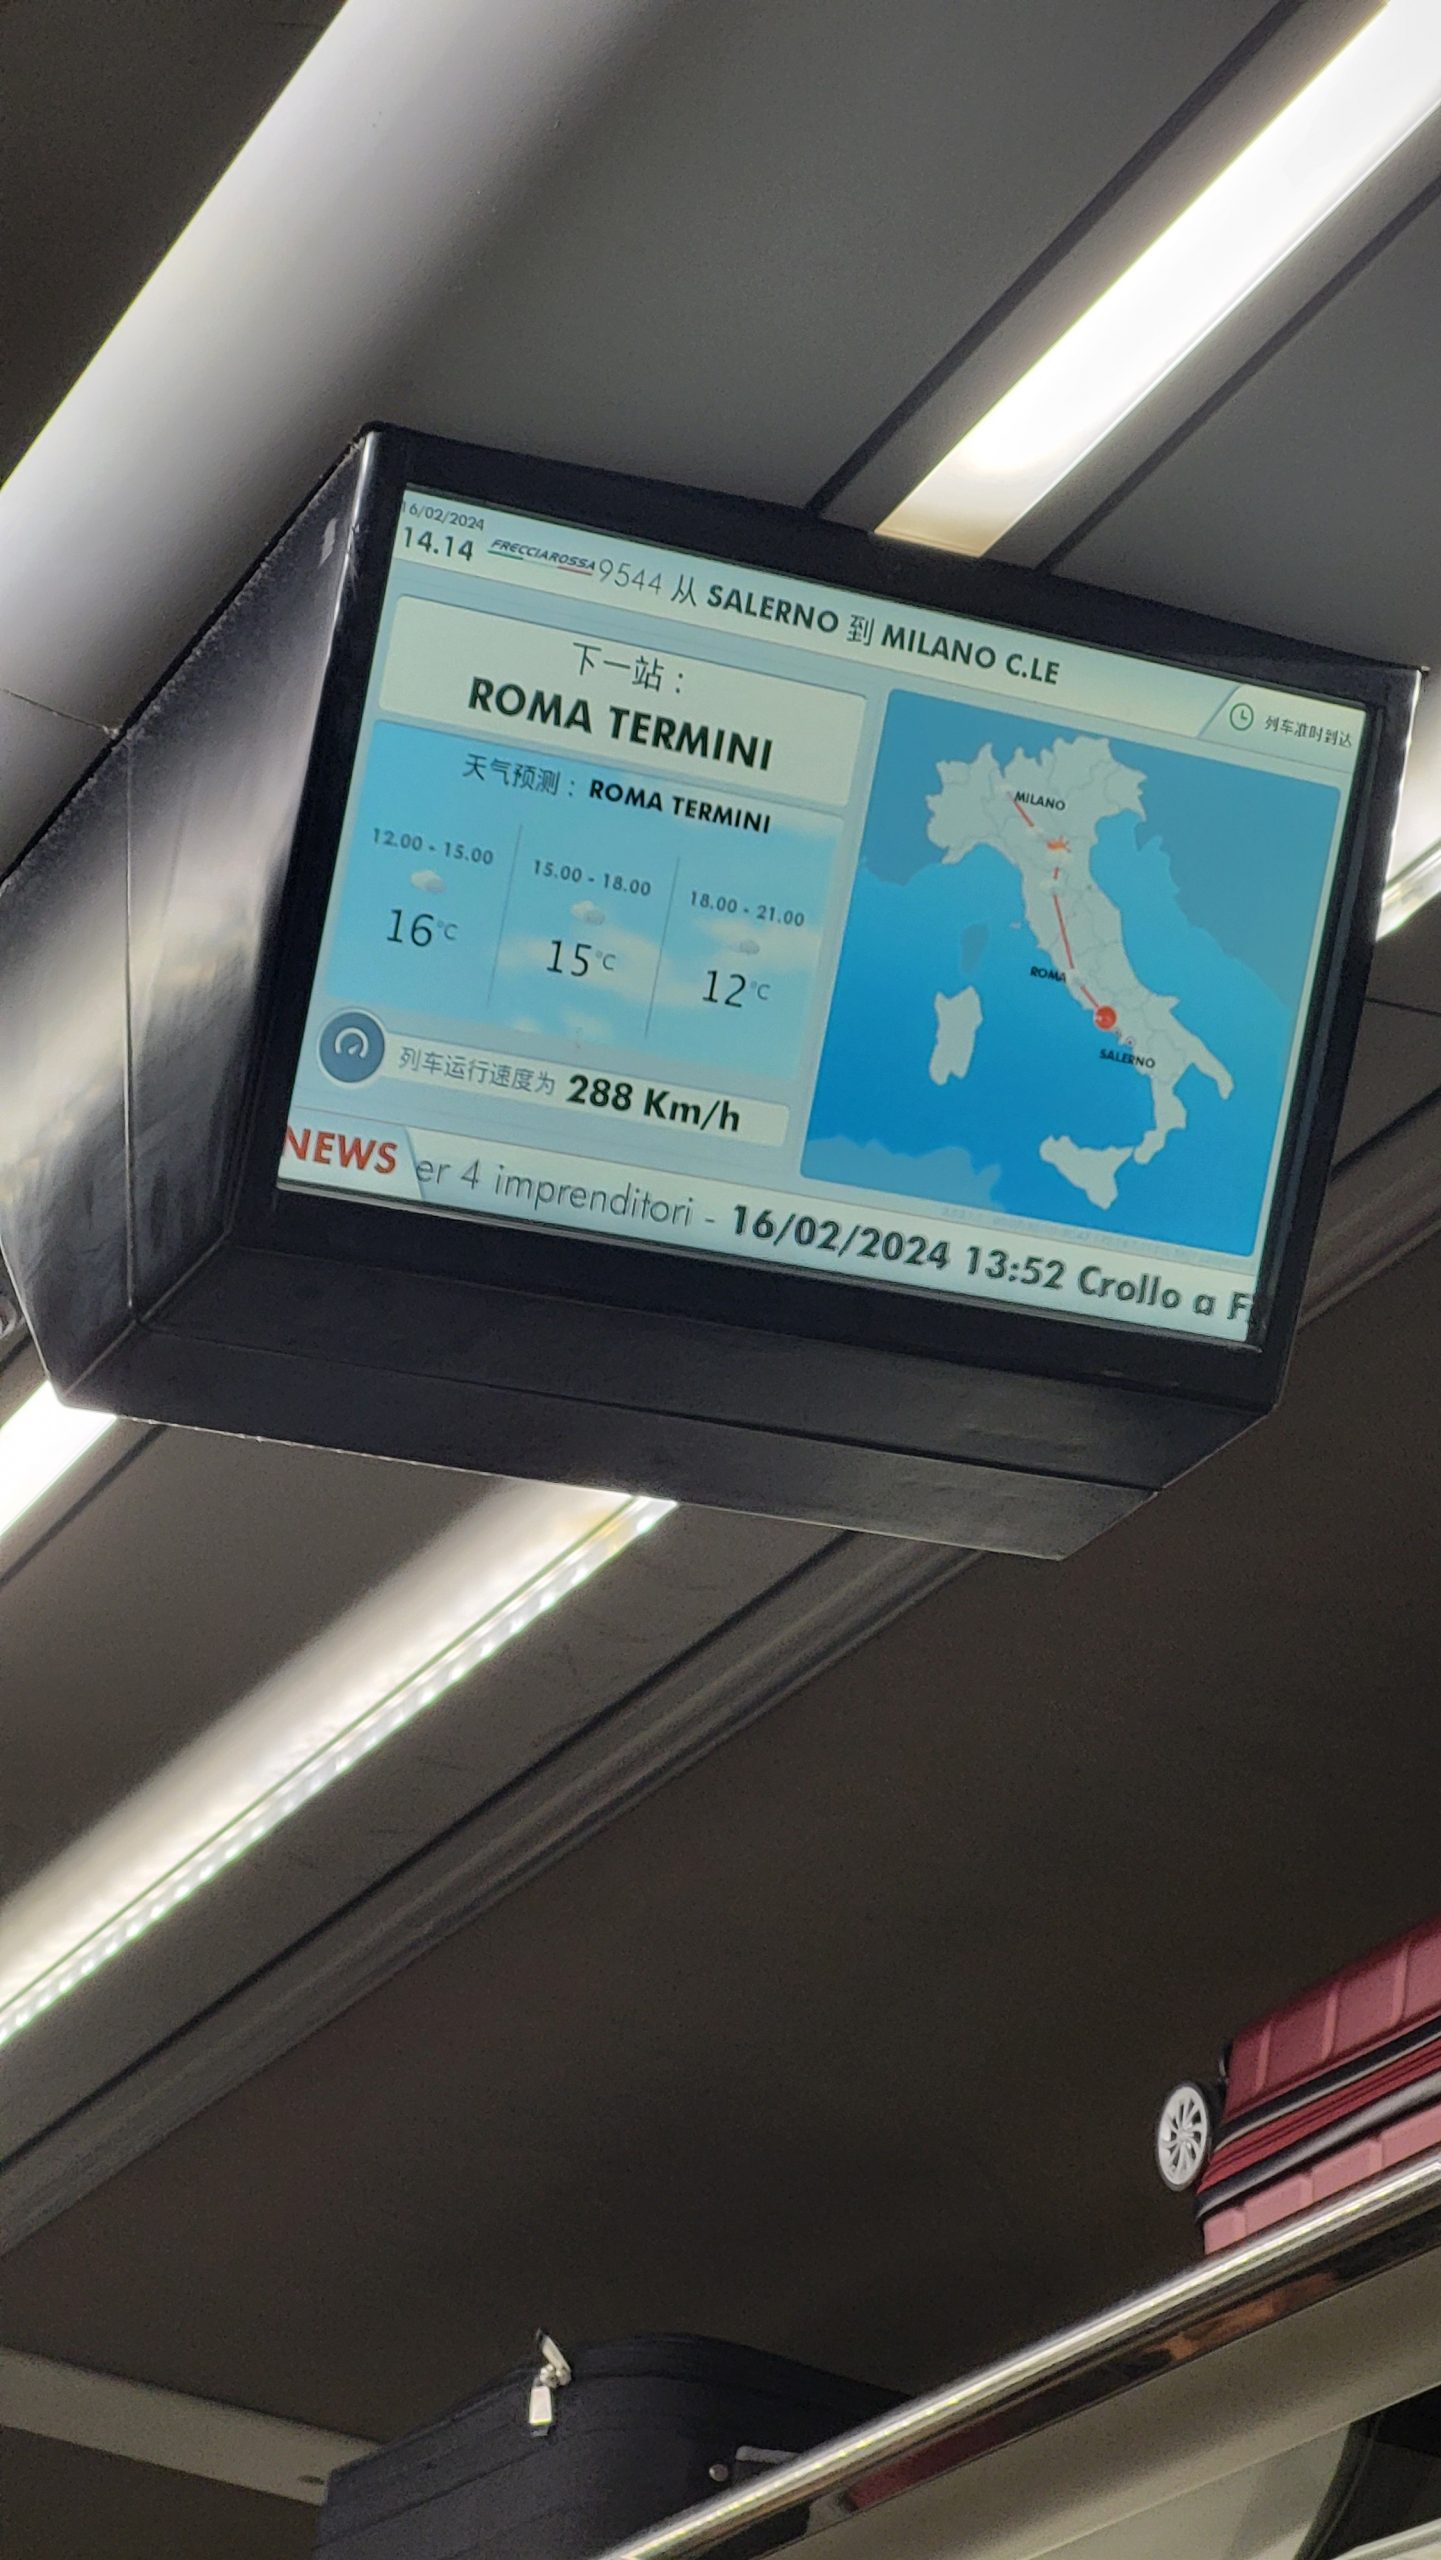 16/02/2024
14.14 FRECCIAROSSA 9544 从 SALERNO 到 MILANO C.LE
列车准时到达
下一站：
ROMA TERMINI
天气预测： ROMA TERMINI
12.00 - 15.00
16°C
15.00 - 18.00
15°C
18.00 - 21.00
12°C
列车运行速度为 288 Km/h
MILANO
ROMA
SALERNO
NEWS er 4 imprenditori - 16/02/2024 13:52 Crollo a